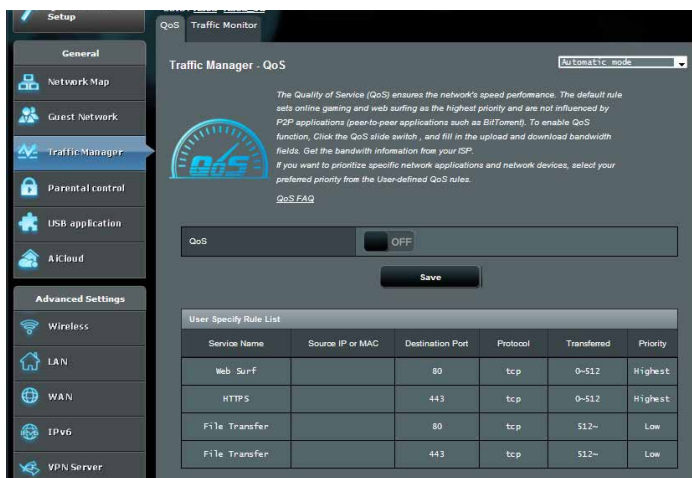 Setup
QoS
Traffic Monitor
General
Network Map
Guest Network
Traffic Manager
Parental control
USB application
AiCloud
Advanced Settings
Wireless
LAN
WAN
IPv6
VPN Server
Traffic Manager - QoS
Automatic mode
The Quality of Service (QoS) ensures the network's speed performance. The default rule
sets online gaming and web surfing as the highest priority and are not influenced by
P2P applications (peer-to-peer applications such as BitTorrent). To enable QoS
function, Click the QoS slide switch , and fill in the upload and download bandwidth
fields. Get the bandwith information from your ISP.
If you want to prioritize specific network applications and network devices, select your
preferred priority from the User-defined QoS rules.
QoS FAQ
QoS
QoS
OFF
Save
User Specify Rule List
Service Name Source IP or MAC Destination Port Protocol Transferred Priority
Web Surf 80 tcp 0~512 Highest
HTTPS 443 tcp 0~512 Highest
File Transfer 80 tcp 512~ Low
File Transfer 443 tcp 512~ Low